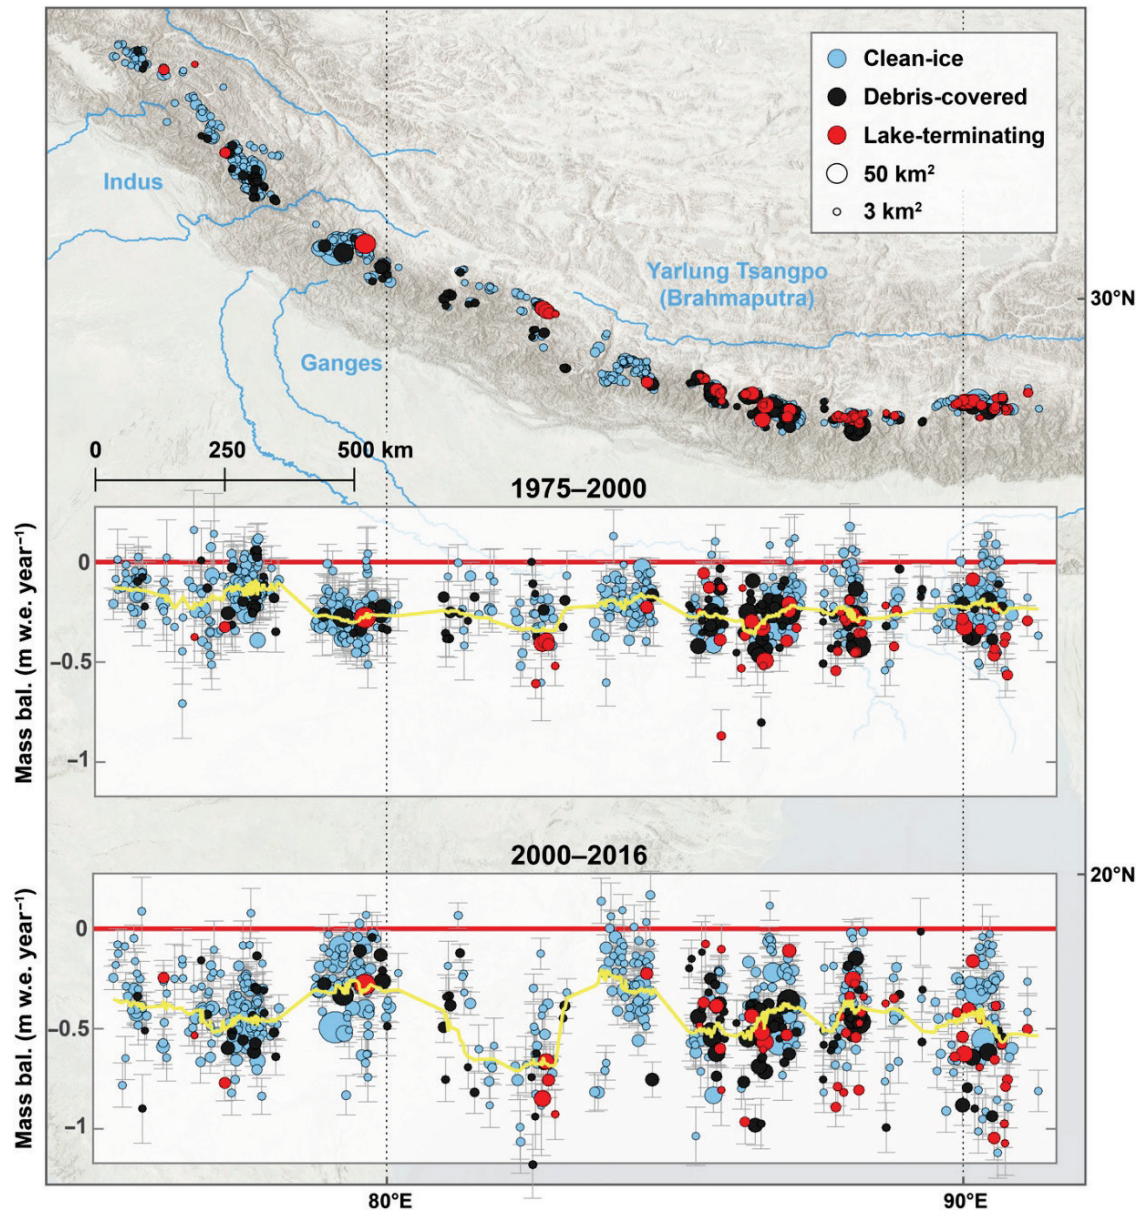 Clean-ice
Debris-covered
Lake-terminating
50 km²
3 km²
Indus
Yarlung Tsangpo
(Brahmaputra)
30°N
Ganges
0 250 500 km
1975–2000
Mass bal. (m w.e. year⁻¹)
0
−0.5
−1
2000–2016
20°N
Mass bal. (m w.e. year⁻¹)
0
−0.5
−1
80°E 90°E